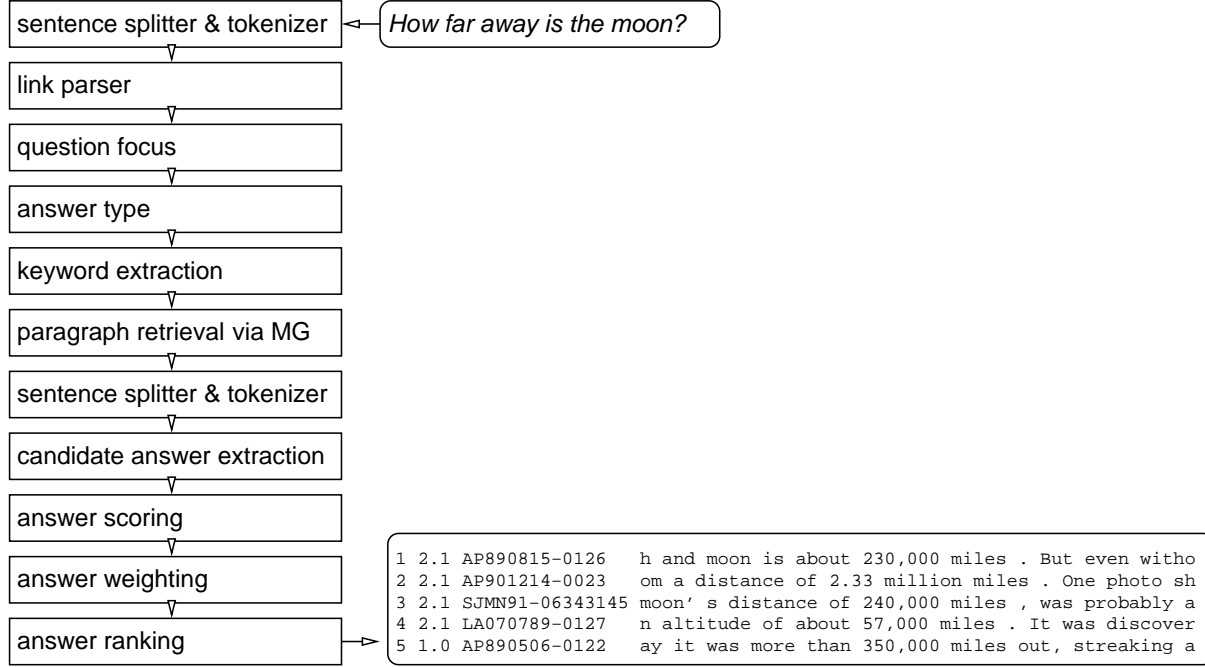 sentence splitter & tokenizer
How far away is the moon?
link parser
question focus
answer type
keyword extraction
paragraph retrieval via MG
sentence splitter & tokenizer
candidate answer extraction
answer scoring
answer weighting
answer ranking
1 2.1 AP890815-0126 h and moon is about 230,000 miles . But even witho
2 2.1 AP901214-0023 om a distance of 2.33 million miles . One photo sh
3 2.1 SJMN91-06343145 moon's distance of 240,000 miles , was probably a
4 2.1 LA070789-0127 n altitude of about 57,000 miles . It was discover
5 1.0 AP890506-0122 ay it was more than 350,000 miles out, streaking a